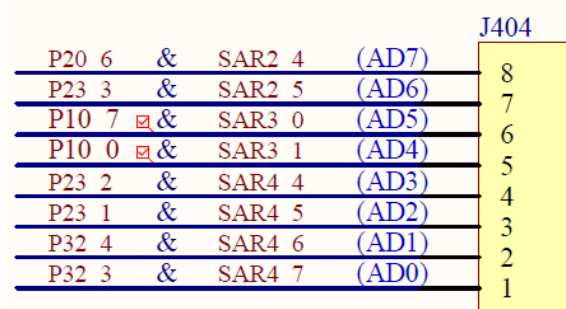 J404
P20 6 & SAR2 4 (AD7) 8
P23 3 & SAR2 5 (AD6) 7
P10 7 & SAR3 0 (AD5) 6
P10 0 & SAR3 1 (AD4) 5
P23 2 & SAR4 4 (AD3) 4
P23 1 & SAR4 5 (AD2) 3
P32 4 & SAR4 6 (AD1) 2
P32 3 & SAR4 7 (AD0) 1